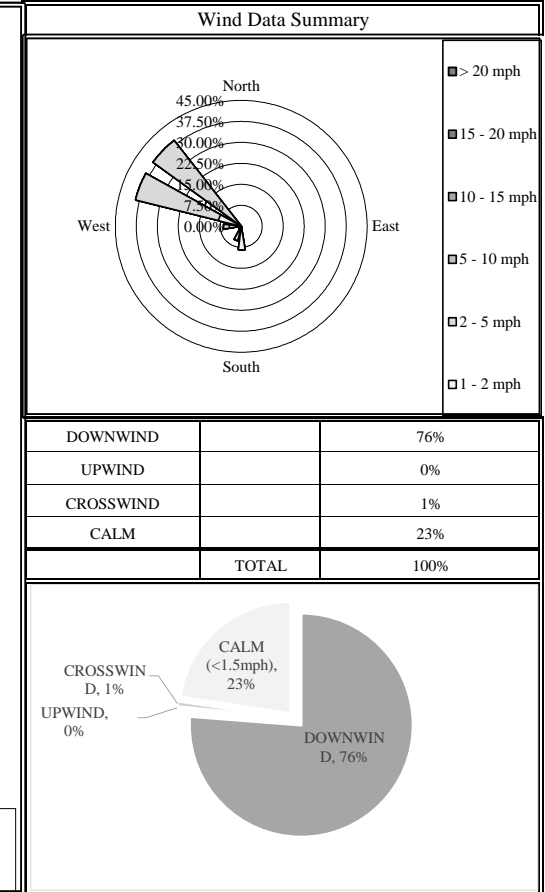 Wind Data Summary
North
45.00%
37.50%
30.00%
22.50%
15.00%
7.50%
0.00%
West
East
South
> 20 mph
15 - 20 mph
10 - 15 mph
5 - 10 mph
2 - 5 mph
1 - 2 mph
DOWNWIND 76%
UPWIND 0%
CROSSWIND 1%
CALM 23%
TOTAL 100%
CALM
(<1.5mph),
23%
CROSSWIN
D, 1%
UPWIND,
0%
DOWNWIN
D, 76%